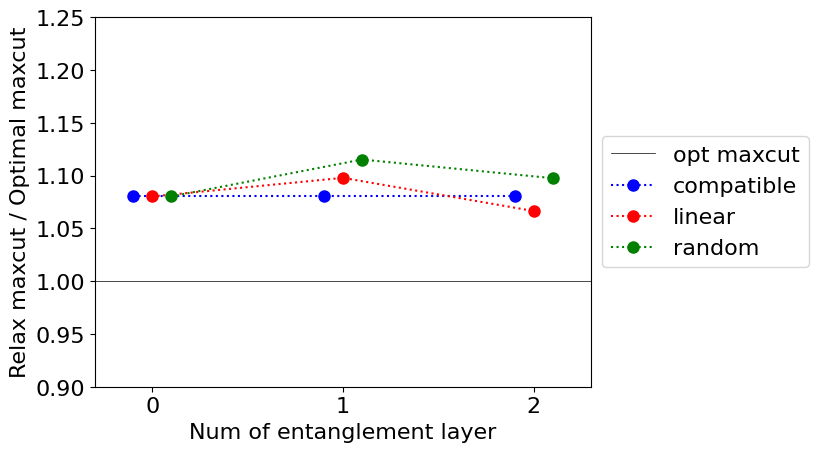 Relax maxcut / Optimal maxcut
1.25
1.20
1.15
1.10
1.05
1.00
0.95
0.90
0 1 2
Num of entanglement layer
opt maxcut
compatible
linear
random